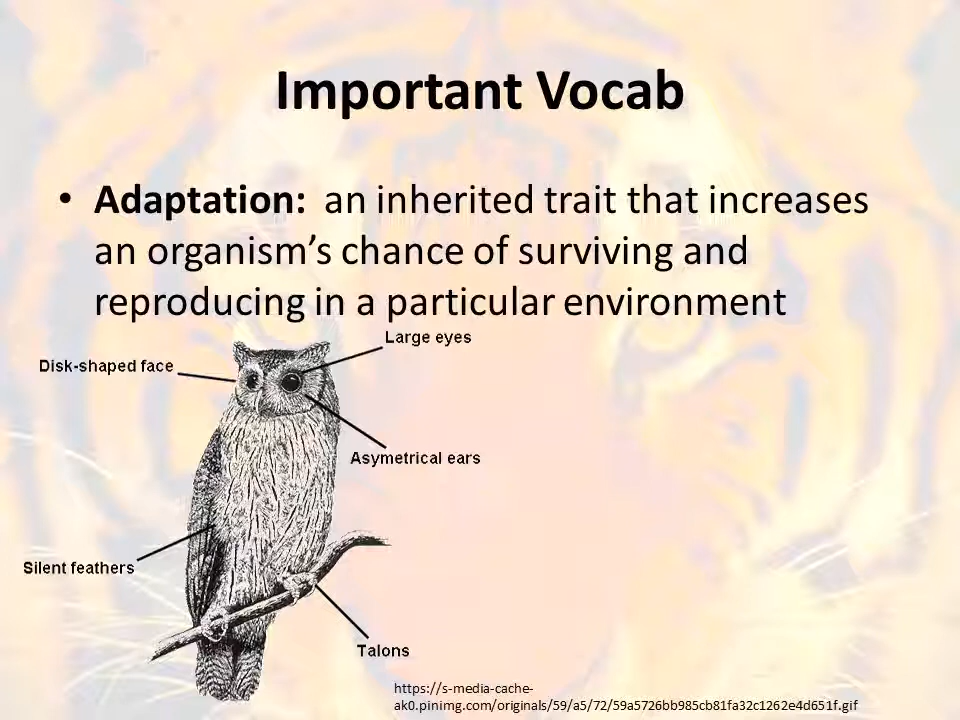 Important Vocab
• Adaptation: an inherited trait that increases
an organism’s chance of surviving and
reproducing in a particular environment
Large eyes
Disk-shaped face
Asymetrical ears
Silent feathers
Talons
https://s-media-cache-
ak0.pinimg.com/originals/59/a5/72/59a5726bb985cb81fa32c1262e4d651f.gif